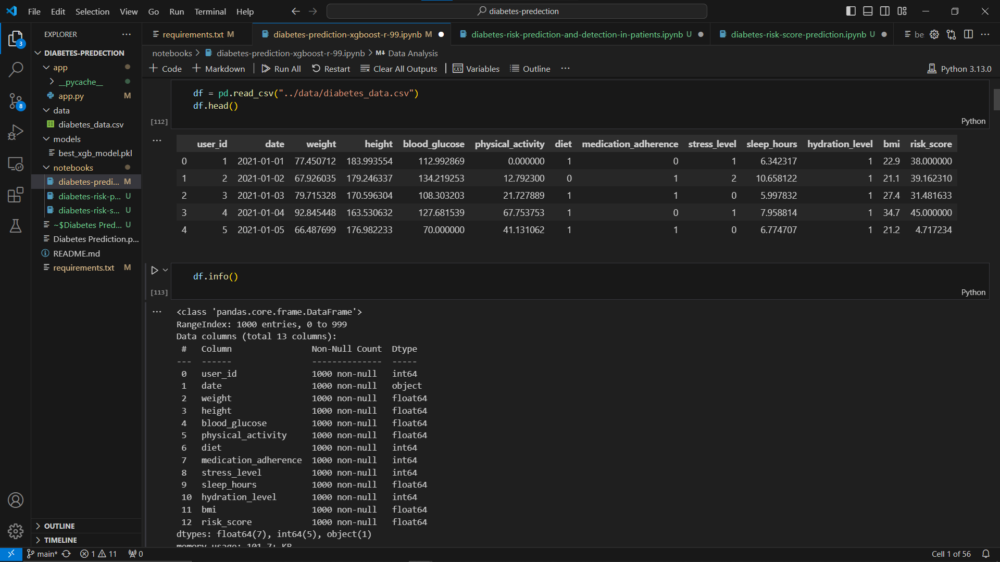 File Edit Selection View Go Run Terminal Help
diabetes-predection
EXPLORER
requirements.txt M
diabetes-prediction-xgboost-r-99.ipynb M
diabetes-risk-prediction-and-detection-in-patients.ipynb U
diabetes-risk-score-prediction.ipynb U
be
3
DIABETES-PREDECTION
app
__pycache__
app.py M
data
diabetes_data.csv
models
best_xgb_model.pkl
notebooks
diabetes-predi... M
diabetes-risk-p... U
diabetes-risk-s... U
~$Diabetes Pred... U
Diabetes Prediction.p...
README.md
requirements.txt M
8
OUTLINE
TIMELINE
notebooks > diabetes-prediction-xgboost-r-99.ipynb > M↓ Data Analysis
+ Code + Markdown Run All Restart Clear All Outputs Variables Outline ... Python 3.13.0
df = pd.read_csv("../data/diabetes_data.csv")
df.head()
[112] Python
user_id date weight height blood_glucose physical_activity diet medication_adherence stress_level sleep_hours hydration_level bmi risk_score
0 1 2021-01-01 77.450712 183.993554 112.992869 0.000000 1 0 1 6.342317 1 22.9 38.000000
1 2 2021-01-02 67.926035 179.246337 134.219253 12.792300 0 1 2 10.658122 1 21.1 39.162310
2 3 2021-01-03 79.715328 170.596304 108.303203 21.727889 1 1 0 5.997832 1 27.4 31.481633
3 4 2021-01-04 92.845448 163.530632 127.681539 67.753753 1 0 1 7.958814 1 34.7 45.000000
4 5 2021-01-05 66.487699 176.982233 70.000000 41.131062 1 1 0 6.774707 1 21.2 4.717234
df.info()
[113] Python
<class 'pandas.core.frame.DataFrame'>
RangeIndex: 1000 entries, 0 to 999
Data columns (total 13 columns):
# Column Non-Null Count Dtype
--- ------ -------------- -----
0 user_id 1000 non-null int64
1 date 1000 non-null object
2 weight 1000 non-null float64
3 height 1000 non-null float64
4 blood_glucose 1000 non-null float64
5 physical_activity 1000 non-null float64
6 diet 1000 non-null int64
7 medication_adherence 1000 non-null int64
8 stress_level 1000 non-null int64
9 sleep_hours 1000 non-null float64
10 hydration_level 1000 non-null int64
11 bmi 1000 non-null float64
12 risk_score 1000 non-null float64
dtypes: float64(7), int64(5), object(1)
memory usage: 101.7+ KB
main* 1 11 0 Cell 1 of 56